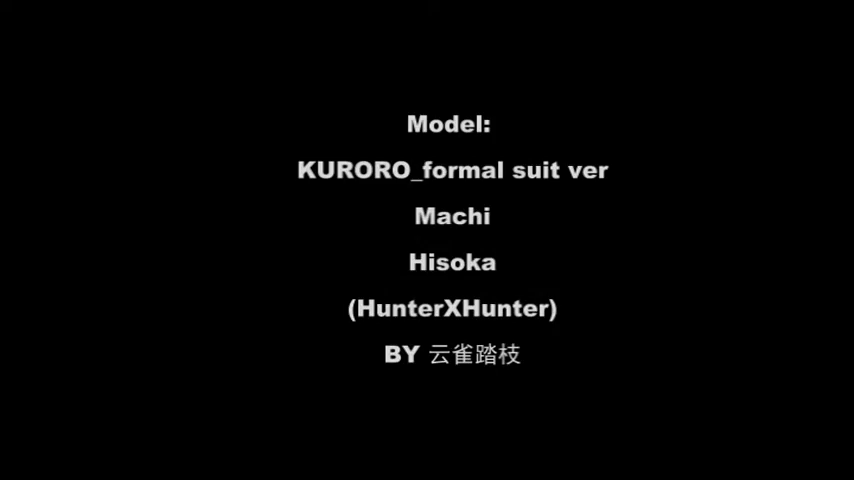 Model:
KURORO_formal suit ver
Machi
Hisoka
(HunterXHunter)
BY 云雀踏枝